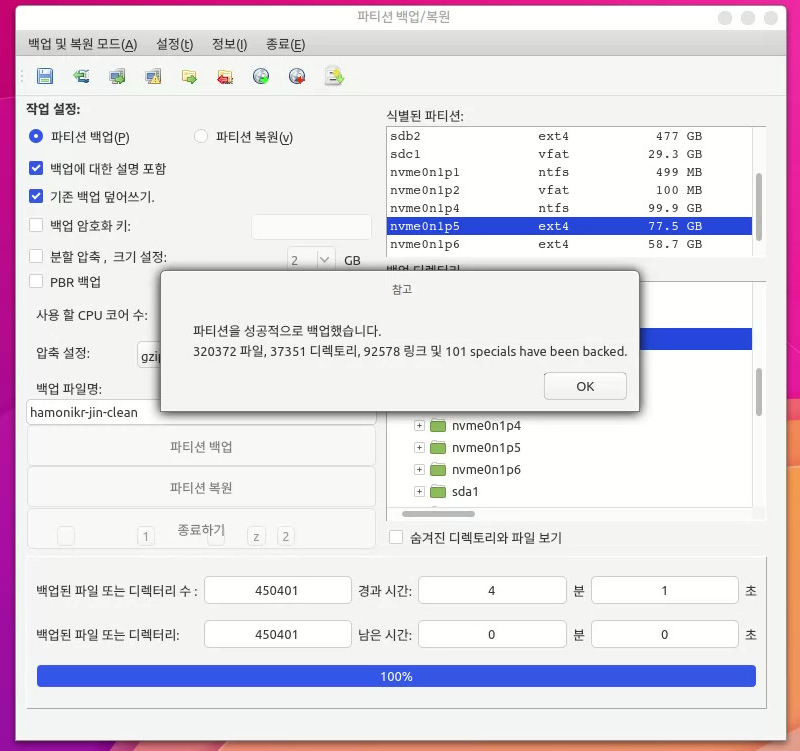 파티션 백업/복원
백업 및 복원 모드(A) 설정(t) 정보(I) 종료(E)
작업 설정:
파티션 백업(P) 파티션 복원(v)
백업에 대한 설명 포함
기존 백업 덮어쓰기.
백업 암호화 키:
분할 압축 , 크기 설정: 2 GB
PBR 백업
사용 할 CPU 코어 수:
압축 설정:
백업 파일명:
hamonikr-jin-clean
파티션 백업
파티션 복원
종료하기
1 z 2
식별된 파티션:
sdb2 ext4 477 GB
sdc1 vfat 29.3 GB
nvme0n1p1 ntfs 499 MB
nvme0n1p2 vfat 100 MB
nvme0n1p4 ntfs 99.9 GB
nvme0n1p5 ext4 77.5 GB
nvme0n1p6 ext4 58.7 GB
참고
파티션을 성공적으로 백업했습니다.
320372 파일, 37351 디렉토리, 92578 링크 및 101 specials have been backed.
OK
nvme0n1p4
nvme0n1p5
nvme0n1p6
sda1
숨겨진 디렉토리와 파일 보기
백업된 파일 또는 디렉터리 수 : 450401 경과 시간: 4 분 1 초
백업된 파일 또는 디렉터리: 450401 남은 시간: 0 분 0 초
100%